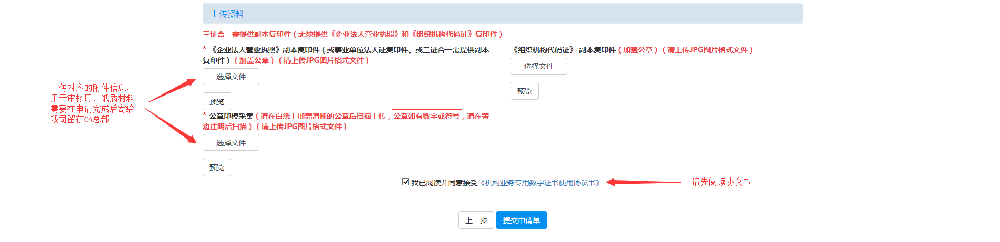 上传资料
三证合一需提供副本复印件（无须提供《企业法人营业执照》和《组织机构代码证》复印件）
* 《企业法人营业执照》副本复印件（或事业单位法人证复印件、或三证合一需提供副本
复印件）（加盖公章）（请上传JPG图片格式文件）
选择文件
预览
《组织机构代码证》 副本复印件（加盖公章）（请上传JPG图片格式文件）
选择文件
预览
上传对应的附件信息，
用于审核用，纸质材料
需要在申请完成后寄给
我司留存CA总部
* 公章印模采集（请在白纸上加盖清晰的公章后扫描上传，公章如有数字或符号，请在旁
边注明后扫描）（请上传JPG图片格式文件）
选择文件
预览
我已阅读并同意接受《机构业务专用数字证书使用协议书》
请先阅读协议书
上一步
提交申请单